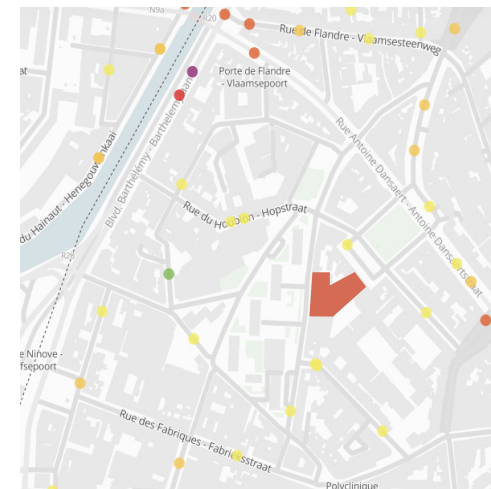 N9a
R20
Rue de Flandre - Vlaamsesteenweg
at
Porte de Flandre
- Vlaamsepoort
Blvd. Barthélémy - Barthelemylaan
Rue Antoine Dansaert - Antoine Dansaertstraat
du Hainaut - Henegouwenkaai
Rue du Houblon - Hopstraat
R20
e Ninove -
fsepoort
Rue des Fabriques - Fabrieksstraat
Polyclinique